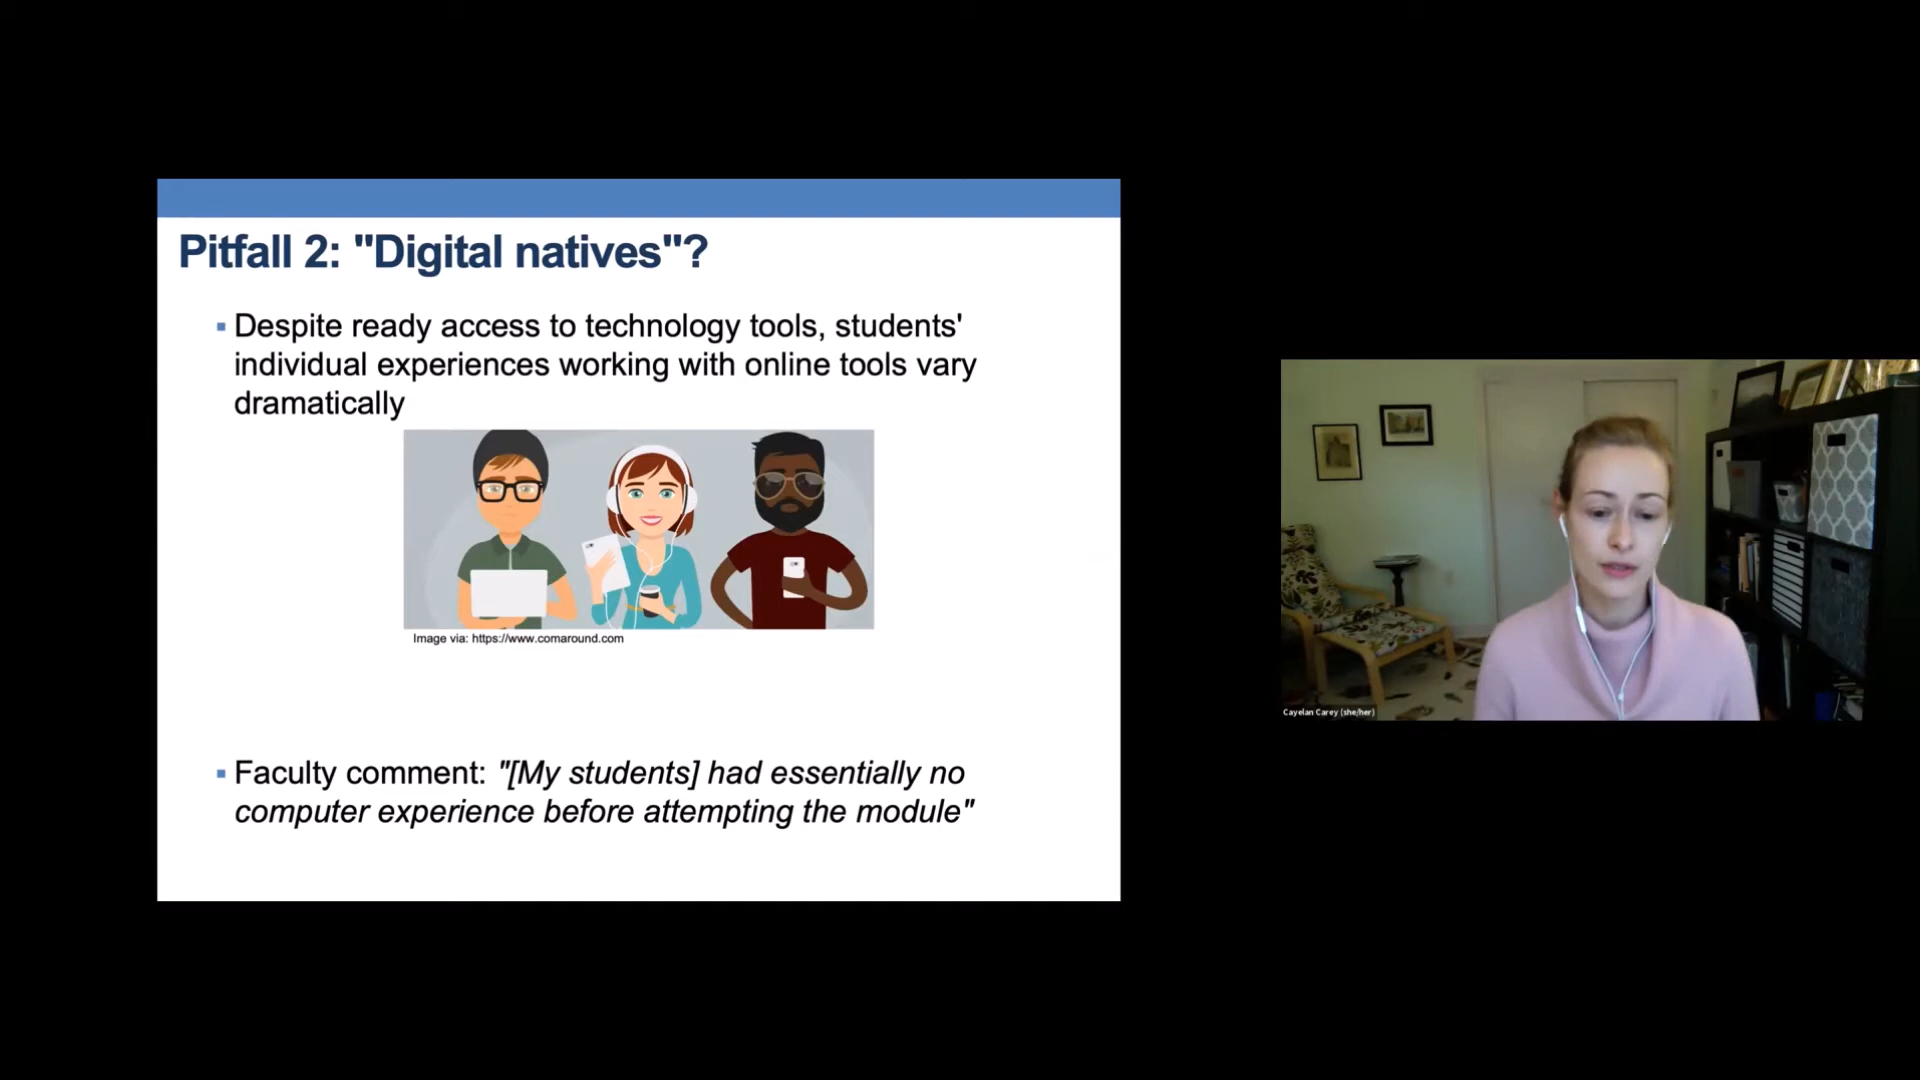 Pitfall 2: "Digital natives"?
▪ Despite ready access to technology tools, students'
individual experiences working with online tools vary
dramatically
Image via: https://www.comaround.com
▪ Faculty comment: "[My students] had essentially no
computer experience before attempting the module"
Cayelan Carey (she/her)